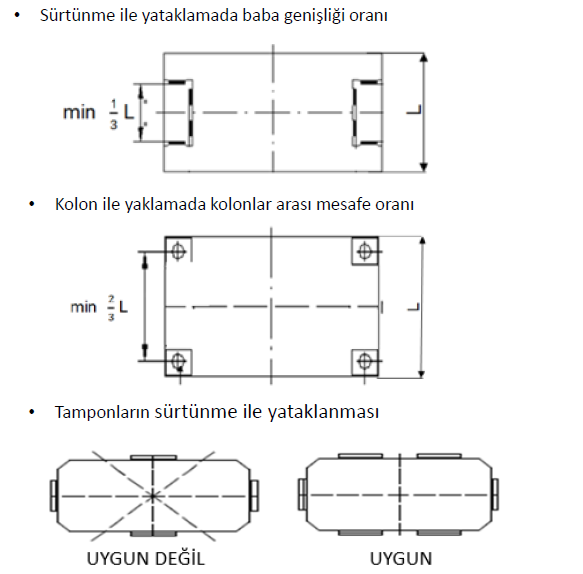 • Sürtünme ile yataklamada baba genişliği oranı
min 1/3 L
L
• Kolon ile yaklamada kolonlar arası mesafe oranı
min 2/3 L
L
• Tamponların sürtünme ile yataklanması
UYGUN DEĞİL UYGUN